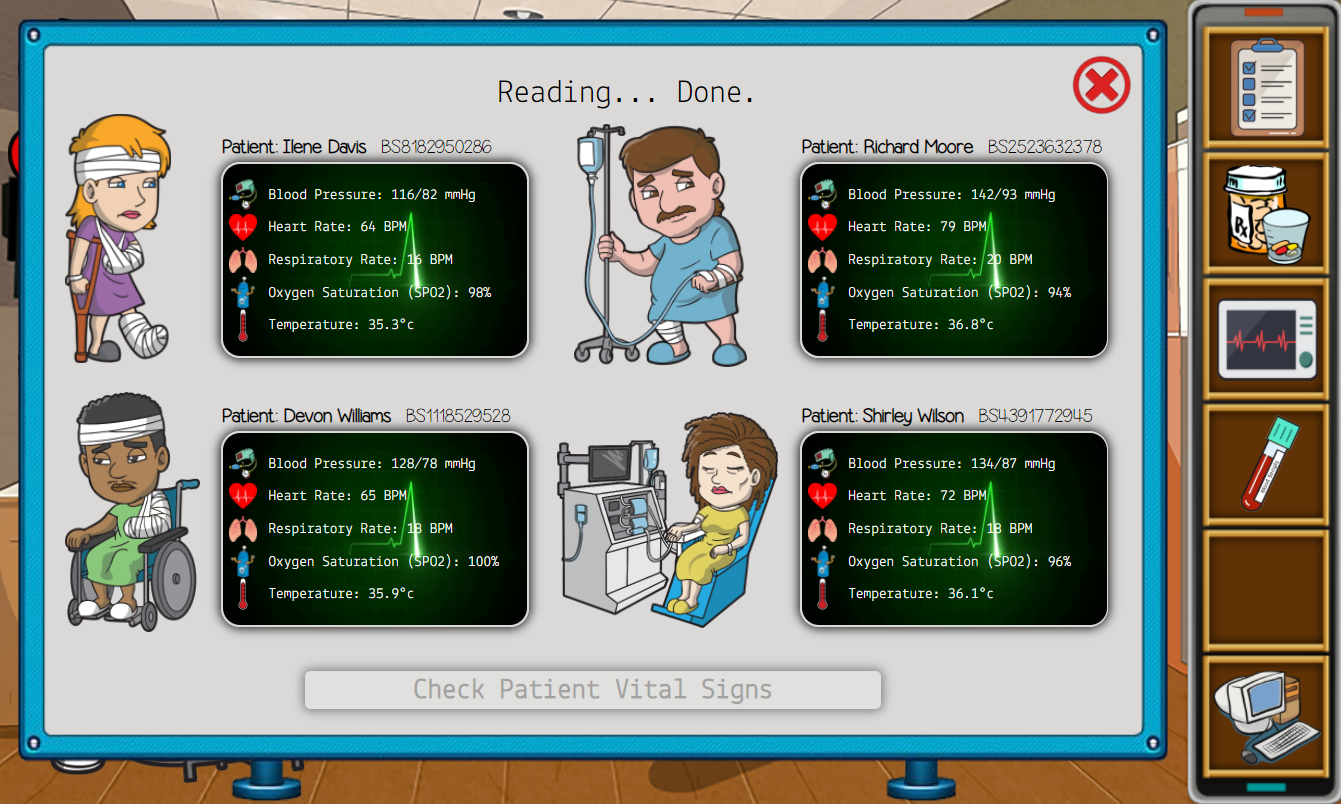 Reading... Done.
Patient: Ilene Davis BS8182950286
Blood Pressure: 116/82 mmHg
Heart Rate: 64 BPM
Respiratory Rate: 16 BPM
Oxygen Saturation (SPO2): 98%
Temperature: 35.3°c
Patient: Richard Moore BS2523632378
Blood Pressure: 142/93 mmHg
Heart Rate: 79 BPM
Respiratory Rate: 20 BPM
Oxygen Saturation (SPO2): 94%
Temperature: 36.8°c
Patient: Devon Williams BS1118529528
Blood Pressure: 128/78 mmHg
Heart Rate: 65 BPM
Respiratory Rate: 18 BPM
Oxygen Saturation (SPO2): 100%
Temperature: 35.9°c
Patient: Shirley Wilson BS4391772945
Blood Pressure: 134/87 mmHg
Heart Rate: 72 BPM
Respiratory Rate: 18 BPM
Oxygen Saturation (SPO2): 96%
Temperature: 36.1°c
Check Patient Vital Signs
Rx